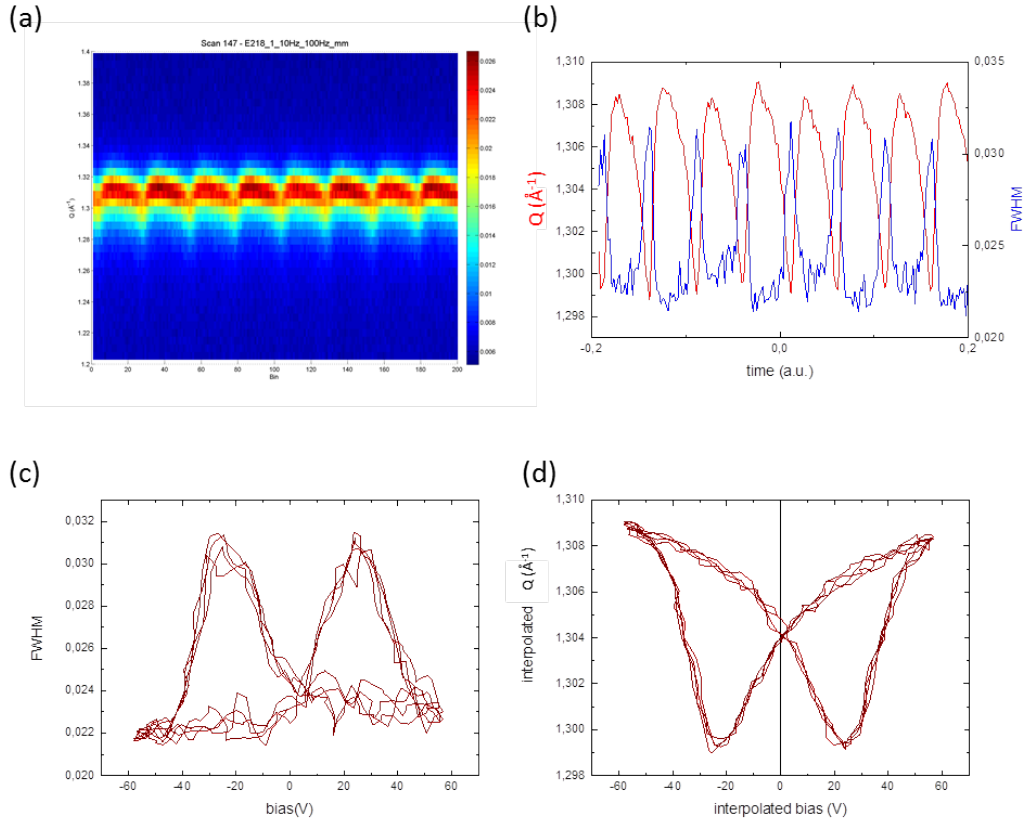 (a)
Scan 147 - E218_1_10Hz_100Hz_mm
1.4
1.38
1.36
1.34
1.32
1.3
1.28
1.26
1.24
1.22
1.2
Q (Å⁻¹)
0 20 40 60 80 100 120 140 160 180 200
Bin
0.026
0.024
0.022
0.020
0.018
0.016
0.014
0.012
0.010
0.008
0.006
(b)
1,310
1,308
1,306
1,304
1,302
1,300
1,298
Q (Å⁻¹)
0,035
0,030
0,025
0,020
FWHM
-0,2 0,0 0,2
time (a.u.)
(c)
0,032
0,030
0,028
0,026
0,024
0,022
0,020
FWHM
-60 -40 -20 0 20 40 60
bias(V)
(d)
1,310
1,308
1,306
1,304
1,302
1,300
1,298
interpolated Q (Å⁻¹)
-60 -40 -20 0 20 40 60
interpolated bias (V)